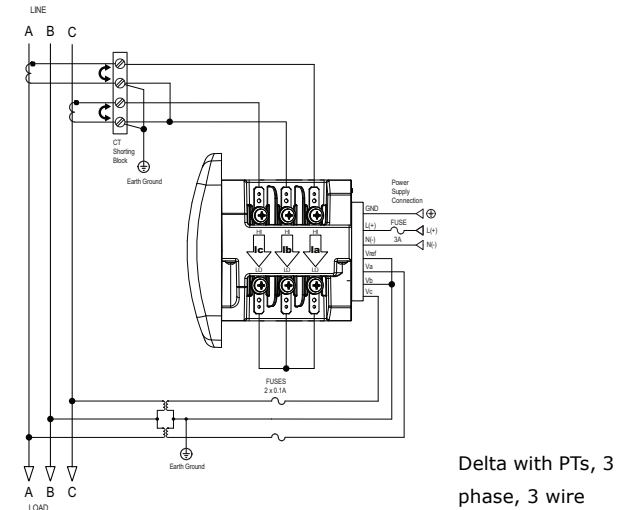 LINE
A B C
CT
Shorting
Block
Earth Ground
Power
Supply
Connection
GND
FUSE
L(+)
L(+)
N(-)
3A
N(-)
Vref
Va
Vb
Vc
HI HI HI
Ic Ib Ia
LO LO LO
FUSES
2 x 0.1A
Earth Ground
A B C
LOAD
Delta with PTs, 3
phase, 3 wire